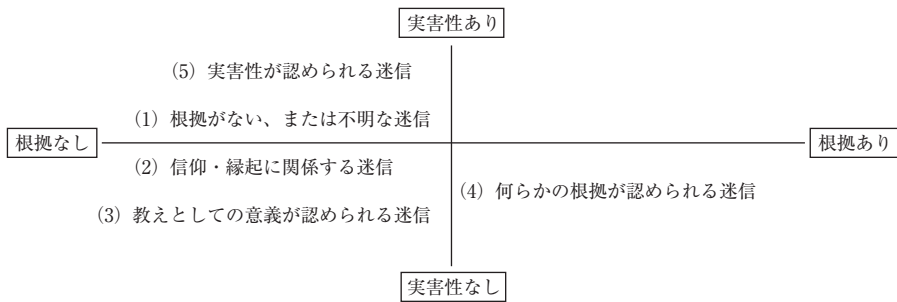 実害性あり
(5) 実害性が認められる迷信
(1) 根拠がない、または不明な迷信
根拠なし
根拠あり
(2) 信仰・縁起に関係する迷信
(4) 何らかの根拠が認められる迷信
(3) 教えとしての意義が認められる迷信
実害性なし